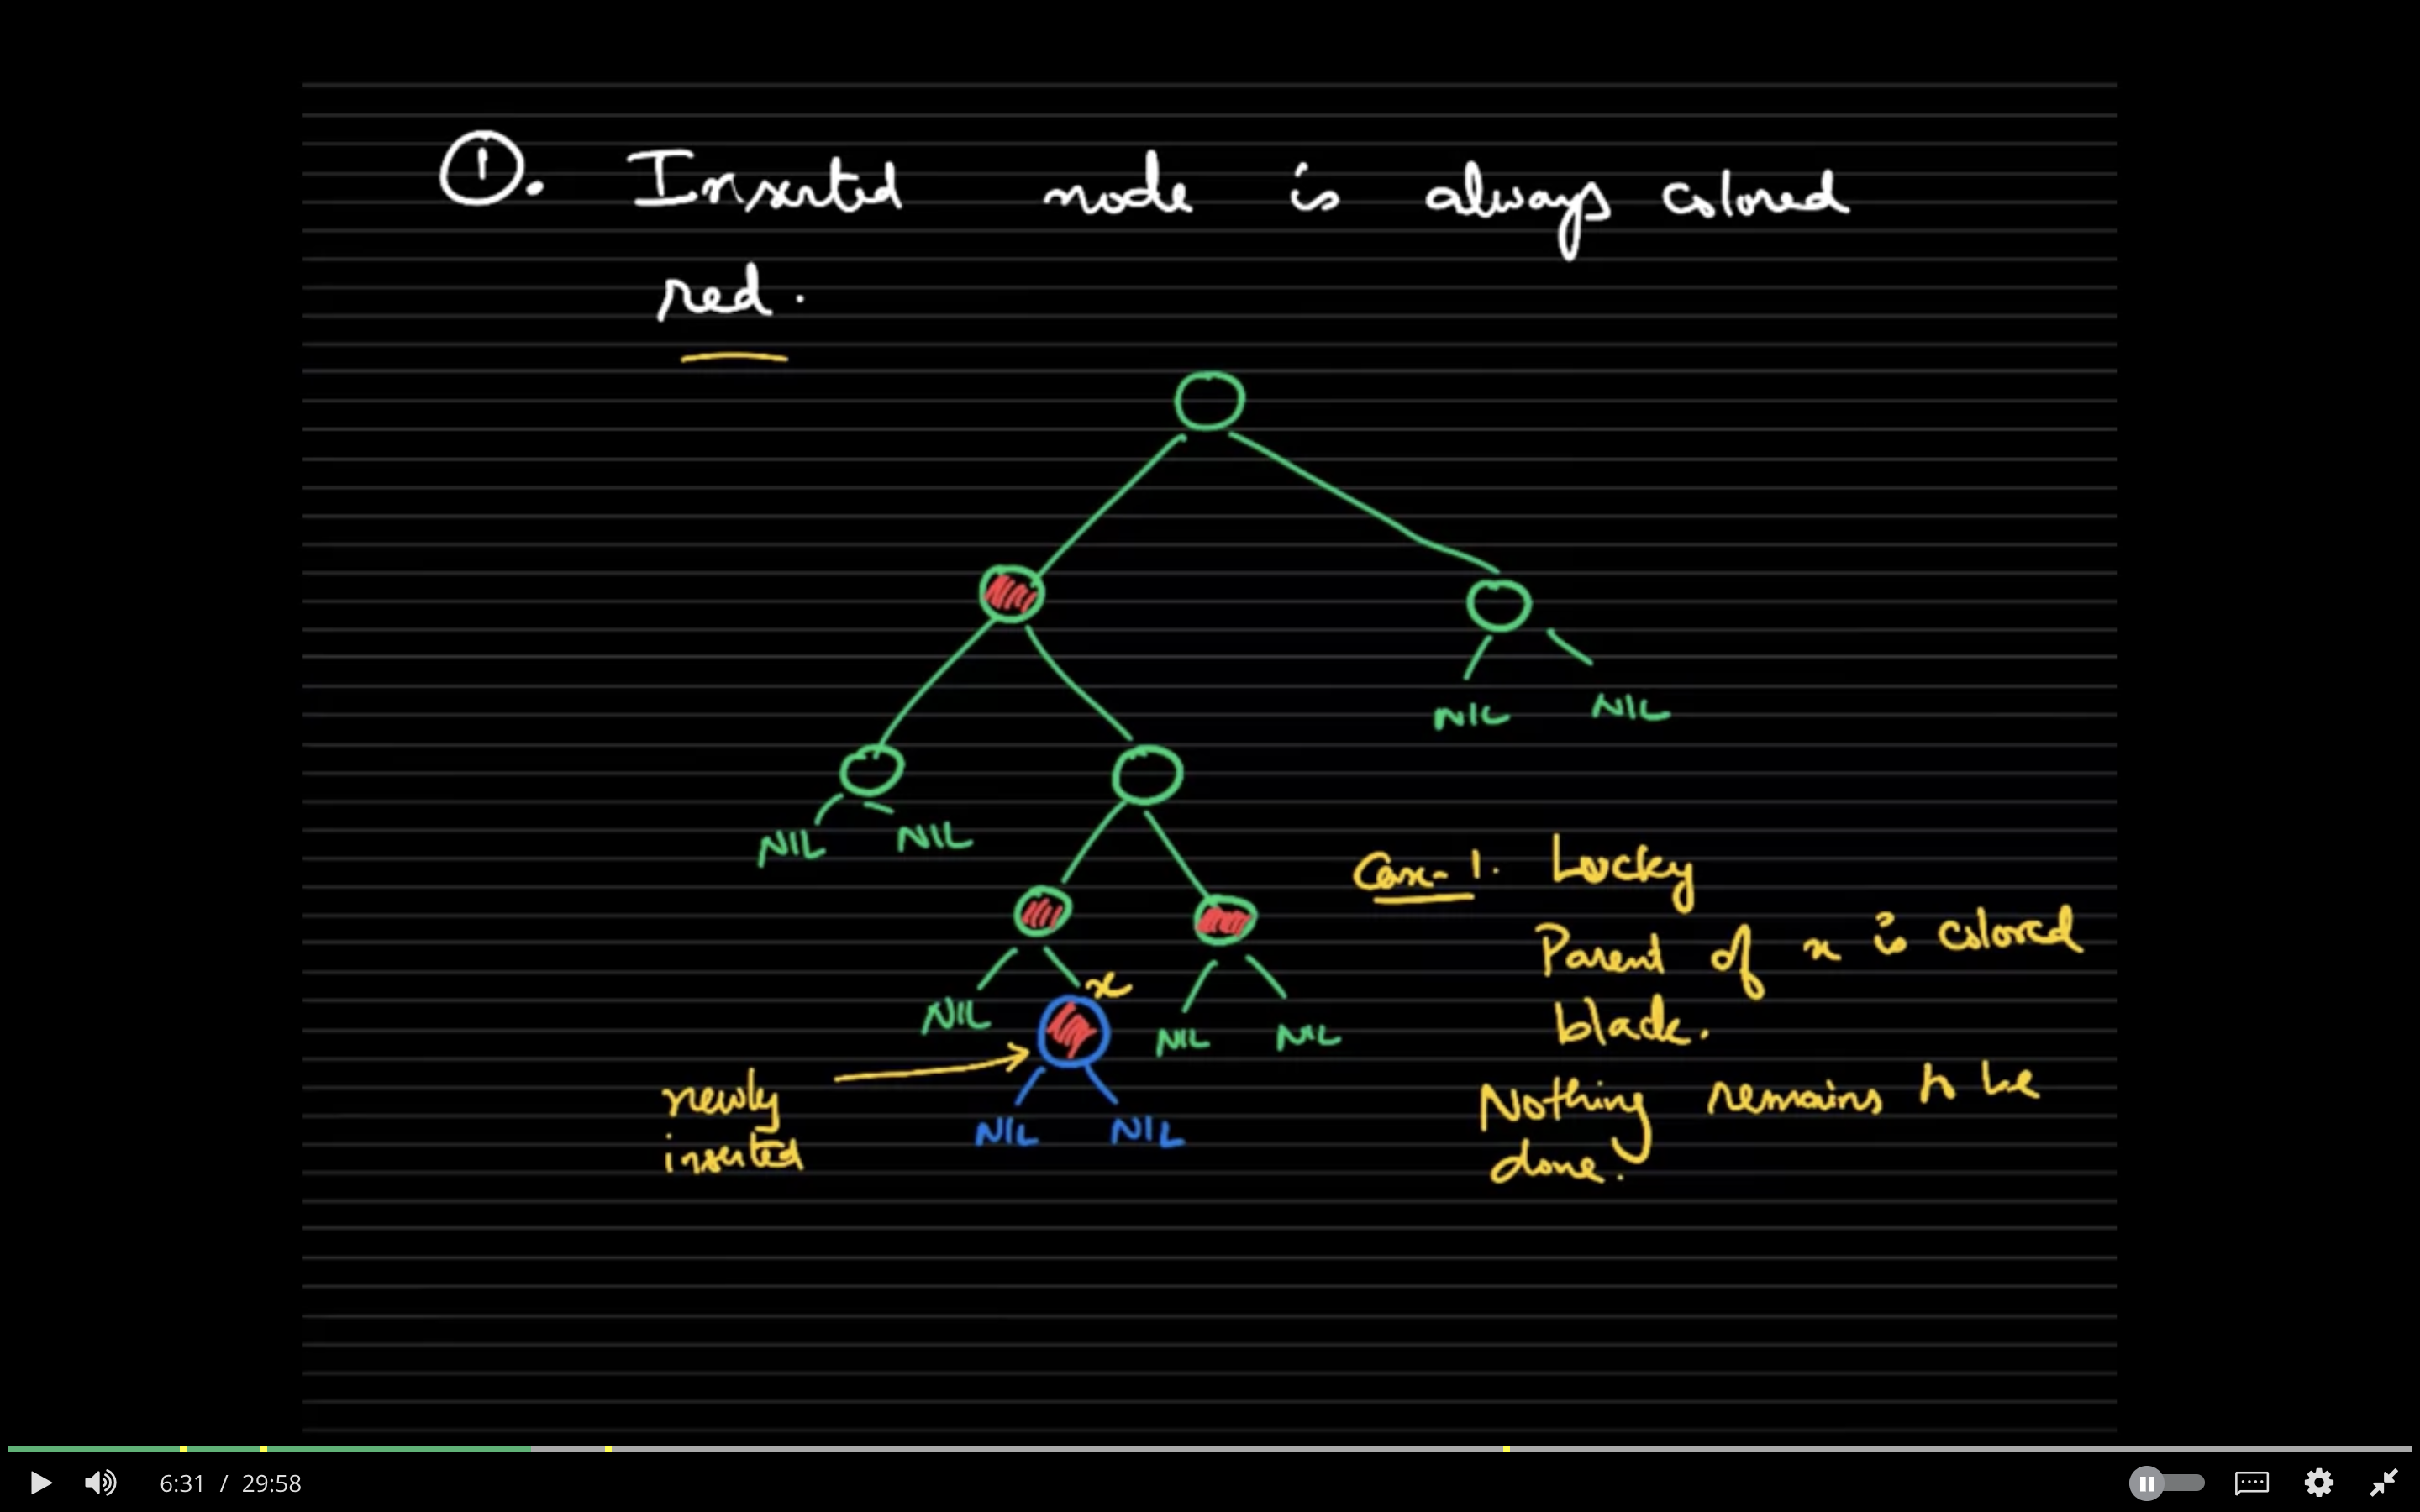 1. Inserted node is always colored
red.
NIL NIL
NIL NIL
Case-1. Lucky
Parent of x is colored
black.
x
NIL NIL NIL
newly
inserted
Nothing remains to be
done.
NIL NIL
6:31 / 29:58